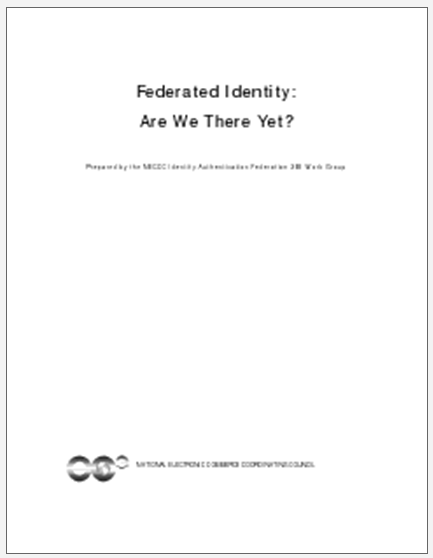 Federated Identity:
Are We There Yet?
Prepared by the NECCC Identity Authentication Federation Work Group
NATIONAL ELECTRONIC COMMERCE COORDINATING COUNCIL